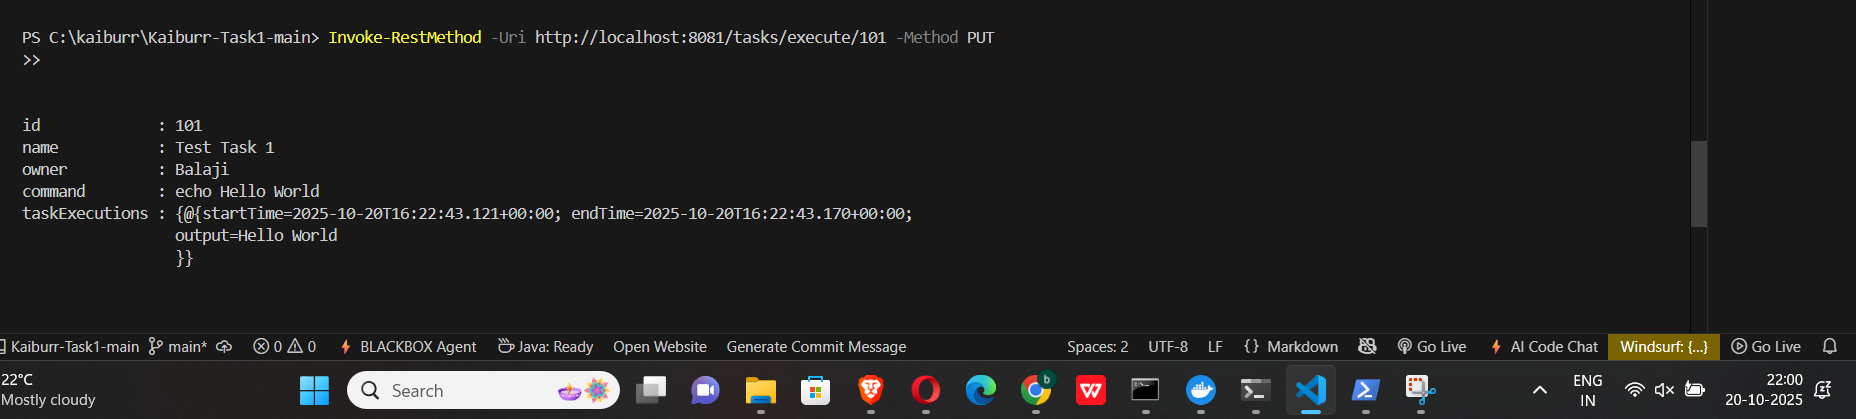 PS C:\kaiburr\Kaiburr-Task1-main> Invoke-RestMethod -Uri http://localhost:8081/tasks/execute/101 -Method PUT
>>
id : 101
name : Test Task 1
owner : Balaji
command : echo Hello World
taskExecutions : {@{startTime=2025-10-20T16:22:43.121+00:00; endTime=2025-10-20T16:22:43.170+00:00;
output=Hello World
}}
Kaiburr-Task1-main main* 0 0 BLACKBOX Agent Java: Ready Open Website Generate Commit Message Spaces: 2 UTF-8 LF {} Markdown Go Live AI Code Chat Windsurf: {...} Go Live
22°C
Mostly cloudy
Search
b
W
ENG
IN
22:00
20-10-2025